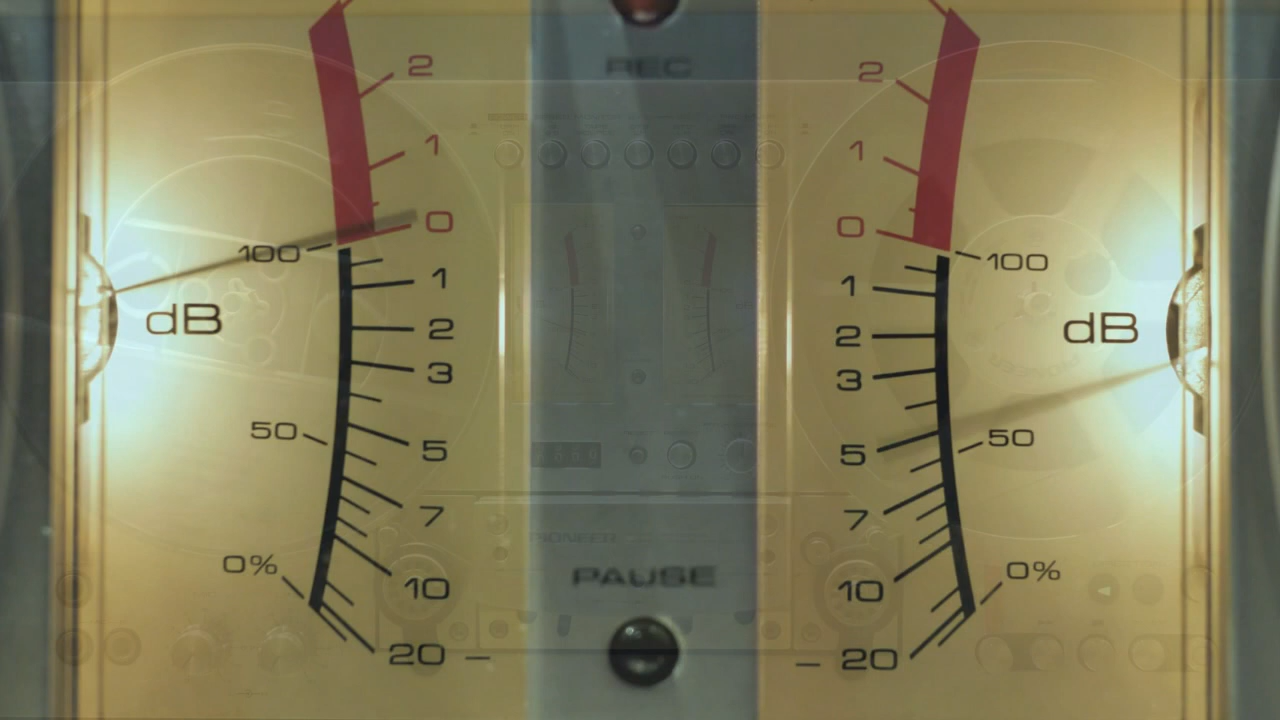 2 REC 2
1 1
0 0
100 100
1 1
dB dB
2 2
3 3
50 50
5 5
7 7
PIONEER
0% PAUSE 0%
10 10
20 − − 20